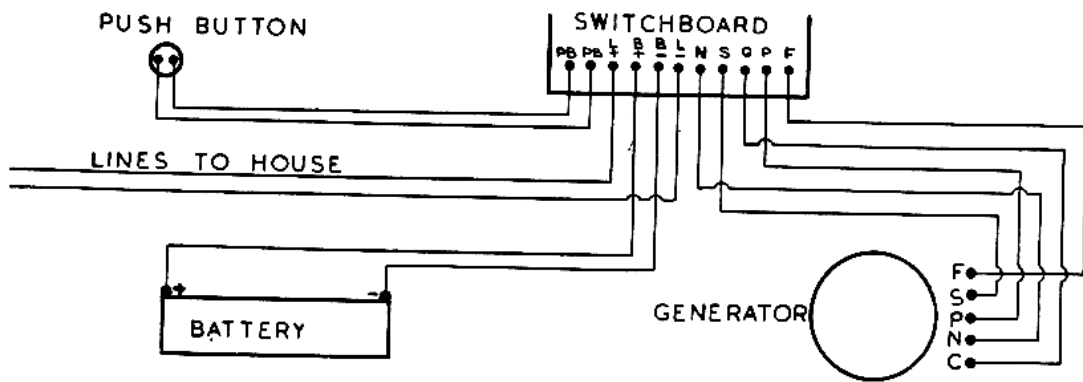 PUSH BUTTON
SWITCHBOARD
PB PB L+ B+ B- L- N S C P F
LINES TO HOUSE
+ -
BATTERY
GENERATOR
F
S
P
N
C